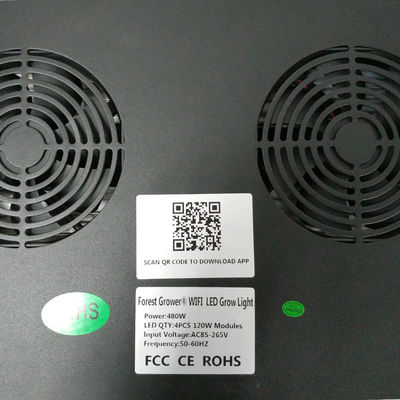 SCAN QR CODE TO DOWNLOAD APP
Forest Grower® WIFI LED Grow Light
Power:480W
LED QTY:4PCS 120W Modules
Input Voltage:AC85-265V
Frequency:50-60HZ
FCC CE ROHS
HS